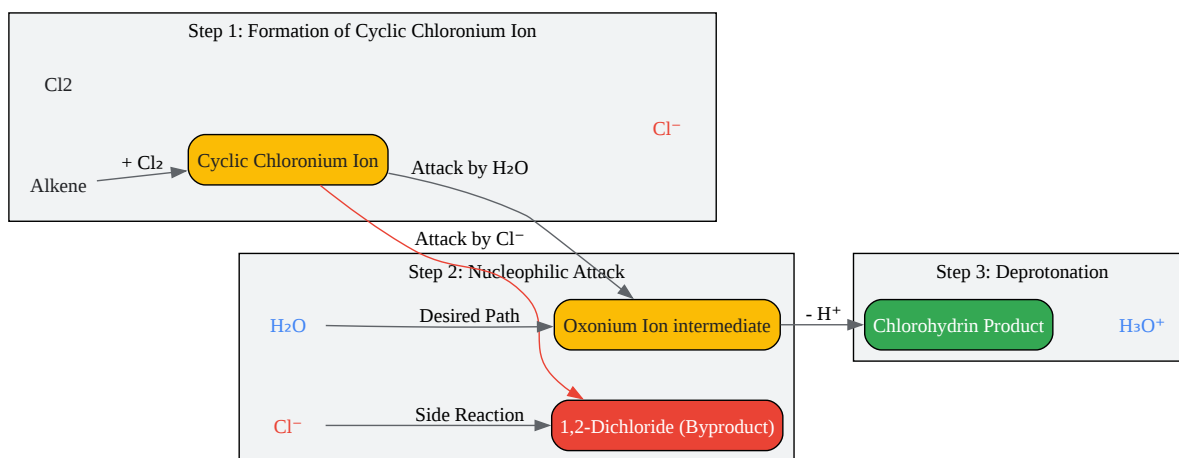 Step 1: Formation of Cyclic Chloronium Ion
Cl2
Cl⁻
+ Cl₂
Cyclic Chloronium Ion
Attack by H₂O
Alkene
Attack by Cl⁻
Step 2: Nucleophilic Attack
Step 3: Deprotonation
H₂O
Desired Path
Oxonium Ion intermediate
- H⁺
Chlorohydrin Product
H₃O⁺
Cl⁻
Side Reaction
1,2-Dichloride (Byproduct)